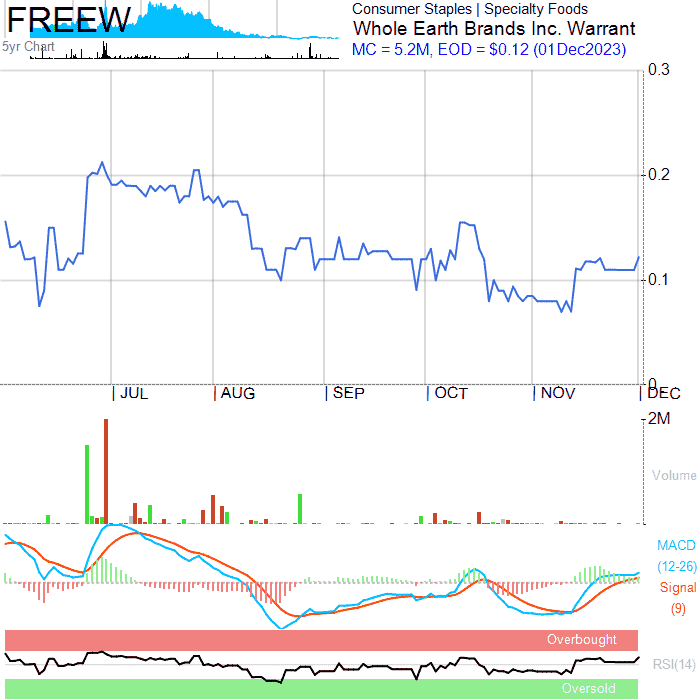 FREEW
5yr Chart
Consumer Staples | Specialty Foods
Whole Earth Brands Inc. Warrant
MC = 5.2M, EOD = $0.12 (01Dec2023)
0.3
0.2
0.1
0
JUL AUG SEP OCT NOV DEC
2M
Volume
MACD
(12-26)
Signal
(9)
Overbought
RSI(14)
Oversold